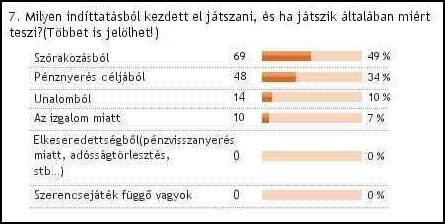 7. Milyen indíttatásból kezdett el játszani, és ha játszik általában miért
teszi?(Többet is jelölhet!)
Szórakozásból 69 49 %
Pénznyerés céljából 48 34 %
Unalomból 14 10 %
Az izgalom miatt 10 7 %
Elkeseredettségből(pénzvisszanyerés
miatt, adósságtörlesztés, 0 0 %
stb...)
Szerencsejáték függő vagyok 0 0 %